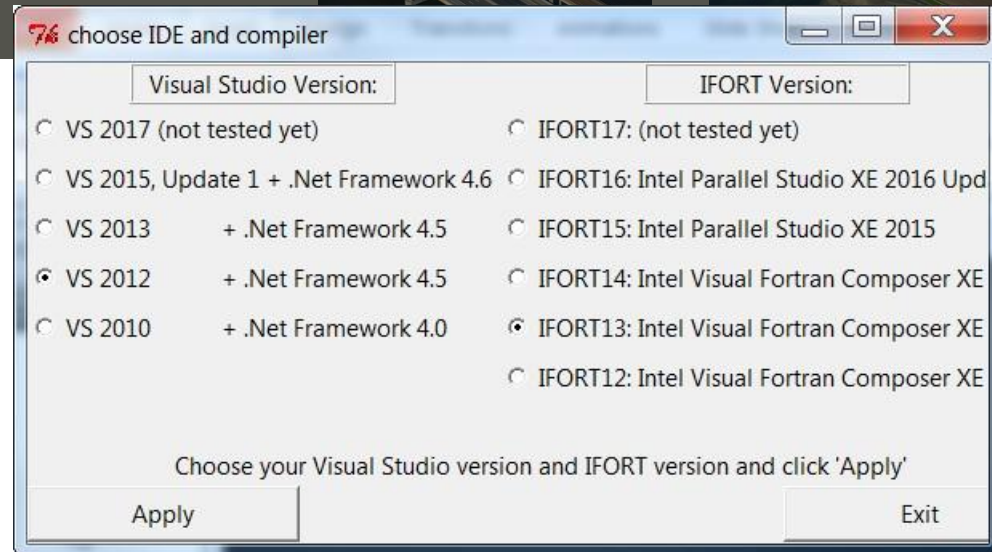 76 choose IDE and compiler
Visual Studio Version: IFORT Version:
VS 2017 (not tested yet) IFORT17: (not tested yet)
VS 2015, Update 1 + .Net Framework 4.6 IFORT16: Intel Parallel Studio XE 2016 Upd
VS 2013 + .Net Framework 4.5 IFORT15: Intel Parallel Studio XE 2015
VS 2012 + .Net Framework 4.5 IFORT14: Intel Visual Fortran Composer XE
VS 2010 + .Net Framework 4.0 IFORT13: Intel Visual Fortran Composer XE
IFORT12: Intel Visual Fortran Composer XE
Choose your Visual Studio version and IFORT version and click 'Apply'
Apply Exit